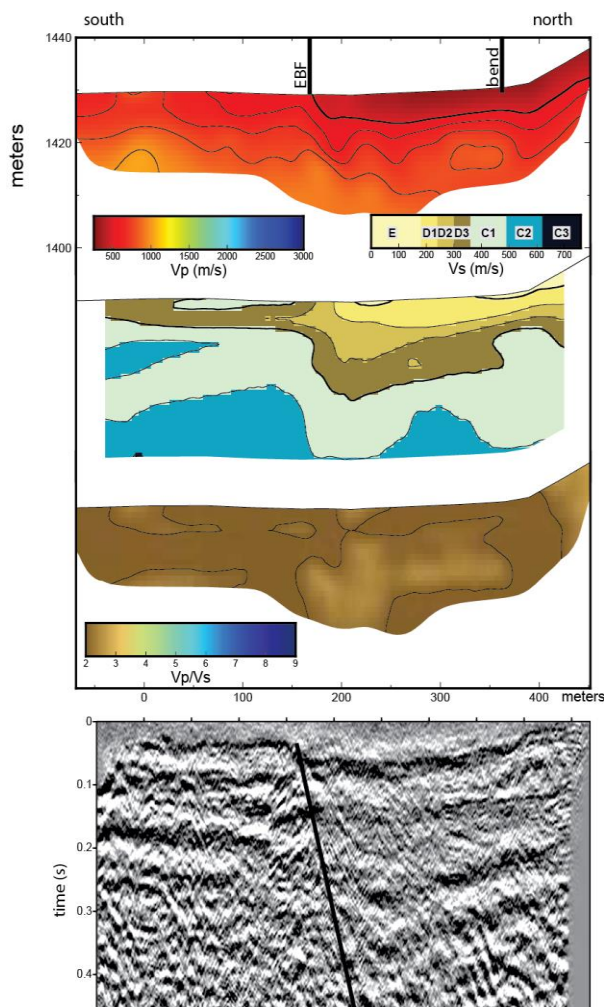 south north
1440
EBF bend
1420
meters
E D1 D2 D3 C1 C2 C3
500 1000 1500 2000 2500 3000
0 100 200 300 400 500 600 700
Vp (m/s) Vs (m/s)
1400
2 3 4 5 6 7 8 9
Vp/Vs
0 100 200 300 400 meters
0
0.1
0.2
time (s)
0.3
0.4